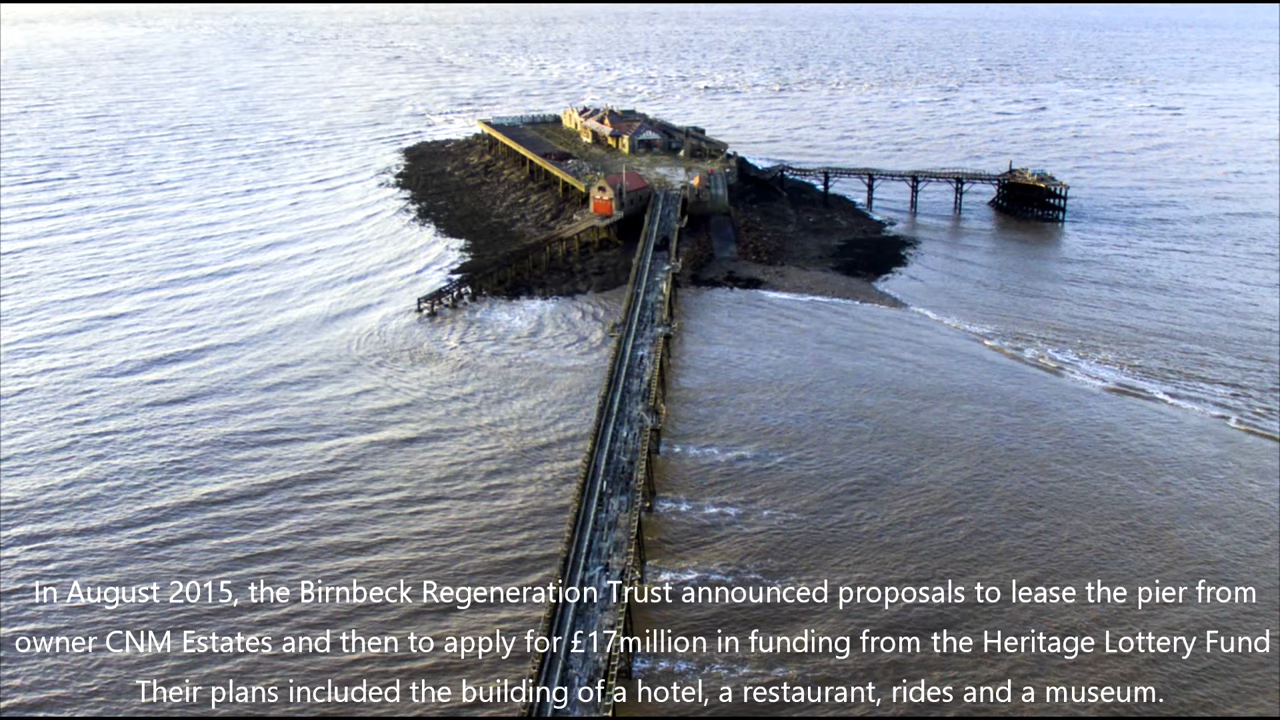 In August 2015, the Birnbeck Regeneration Trust announced proposals to lease the pier from
owner CNM Estates and then to apply for £17million in funding from the Heritage Lottery Fund
Their plans included the building of a hotel, a restaurant, rides and a museum.